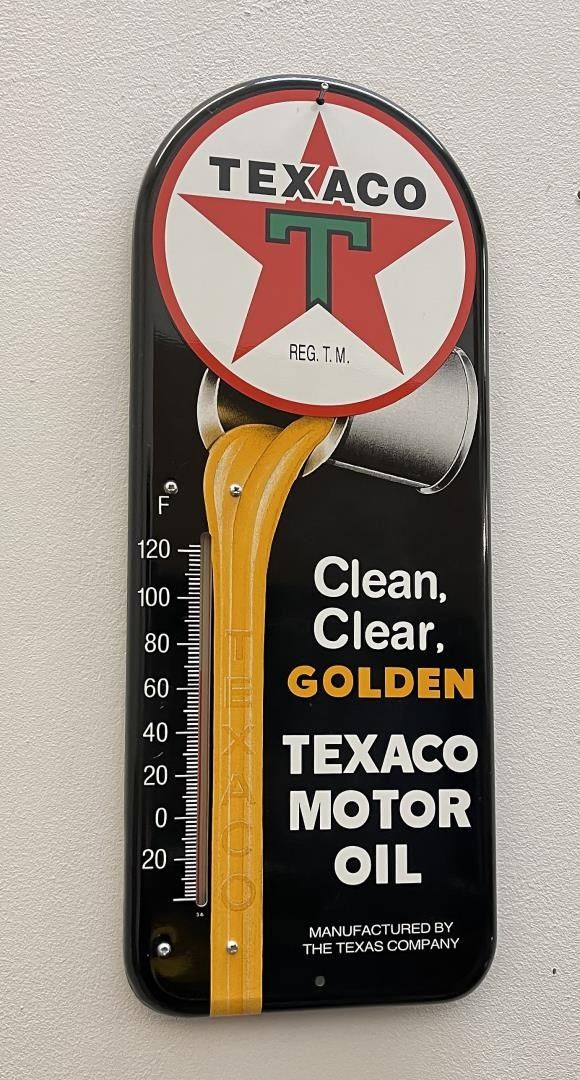 TEXACO
T
REG. T. M.
F
120
100
80
60
40
20
0
20
TEXACO
Clean,
Clear,
GOLDEN
TEXACO
MOTOR
OIL
MANUFACTURED BY
THE TEXAS COMPANY